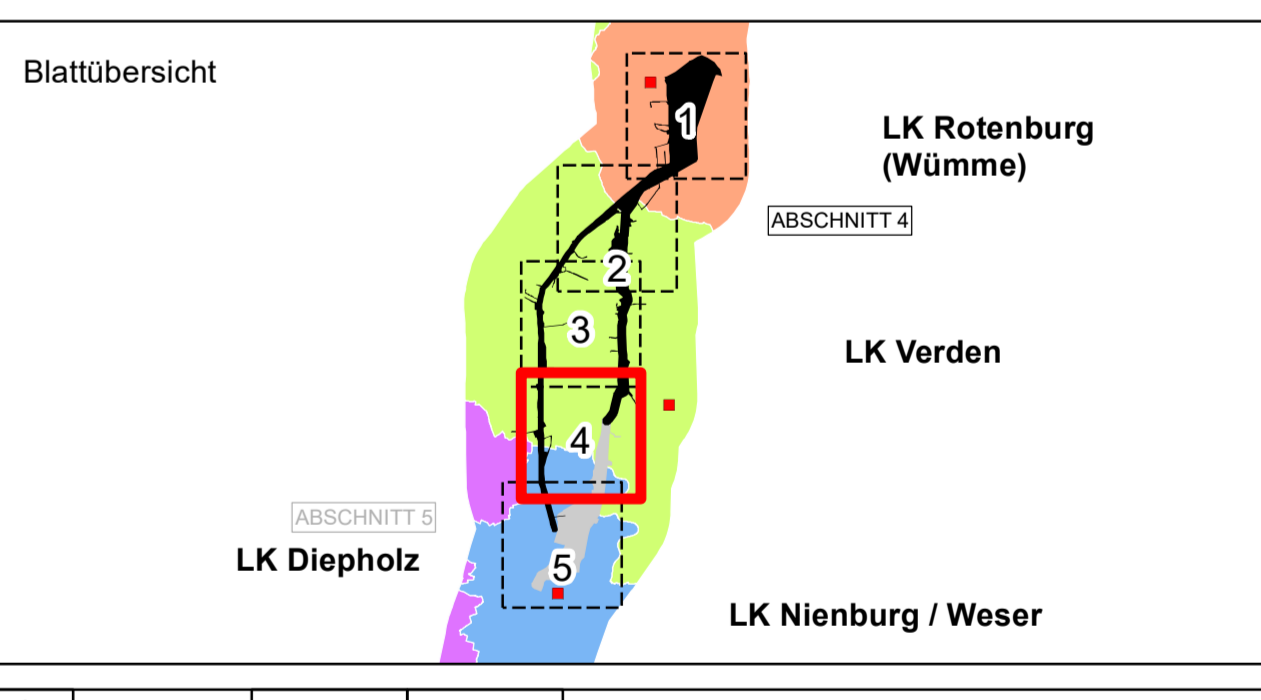 Blattübersicht
1
LK Rotenburg
(Wümme)
ABSCHNITT 4
2
3
LK Verden
4
ABSCHNITT 5
LK Diepholz
5
LK Nienburg / Weser